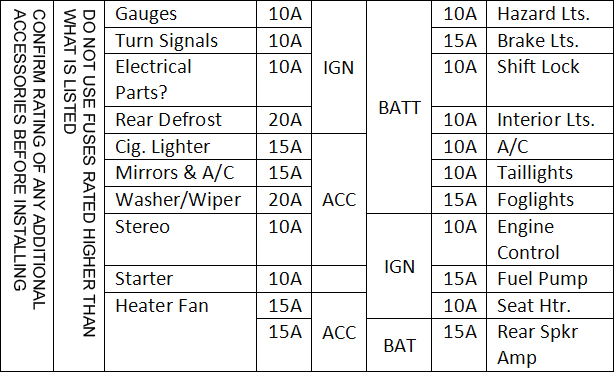 CONFIRM RATING OF ANY ADDITIONAL
ACCESSORIES BEFORE INSTALLING
DO NOT USE FUSES RATED HIGHER THAN
WHAT IS LISTED
Gauges 10A IGN BATT 10A Hazard Lts.
Turn Signals 10A 15A Brake Lts.
Electrical 10A 10A Shift Lock
Parts?
Rear Defrost 20A 10A Interior Lts.
Cig. Lighter 15A ACC 10A A/C
Mirrors & A/C 15A 10A Taillights
Washer/Wiper 20A 15A Foglights
Stereo 10A IGN 10A Engine
Control
Starter 10A 15A Fuel Pump
Heater Fan 15A ACC 10A Seat Htr.
15A BAT 15A Rear Spkr
Amp